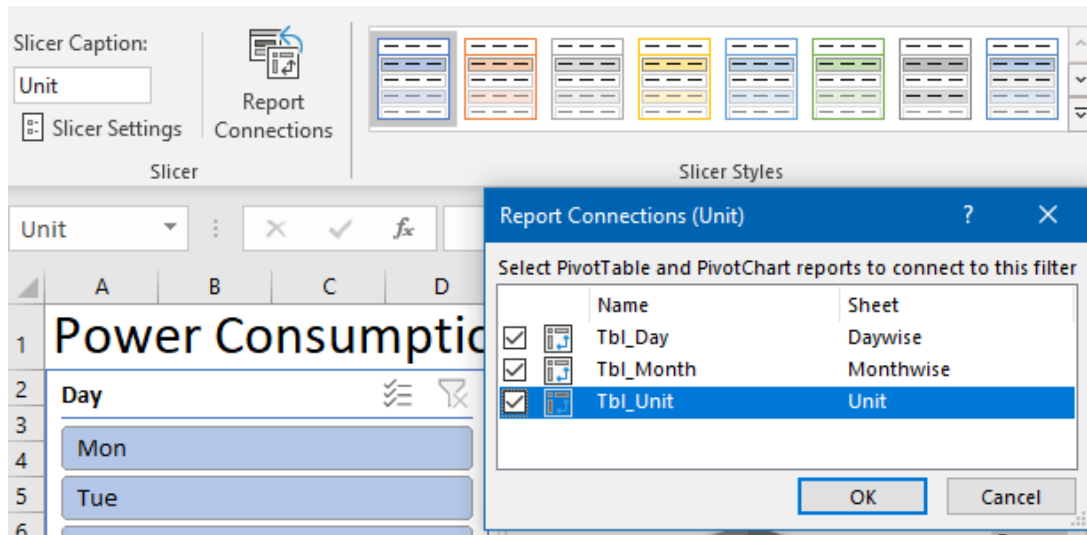 Slicer Caption:
Unit
Slicer Settings
Report
Connections
Slicer
Slicer Styles
Unit
fx
A B C D
1 Power Consumptio
2 Day
3
4 Mon
5 Tue
6
Report Connections (Unit) ?
Select PivotTable and PivotChart reports to connect to this filter
Name Sheet
Tbl_Day Daywise
Tbl_Month Monthwise
Tbl_Unit Unit
OK Cancel